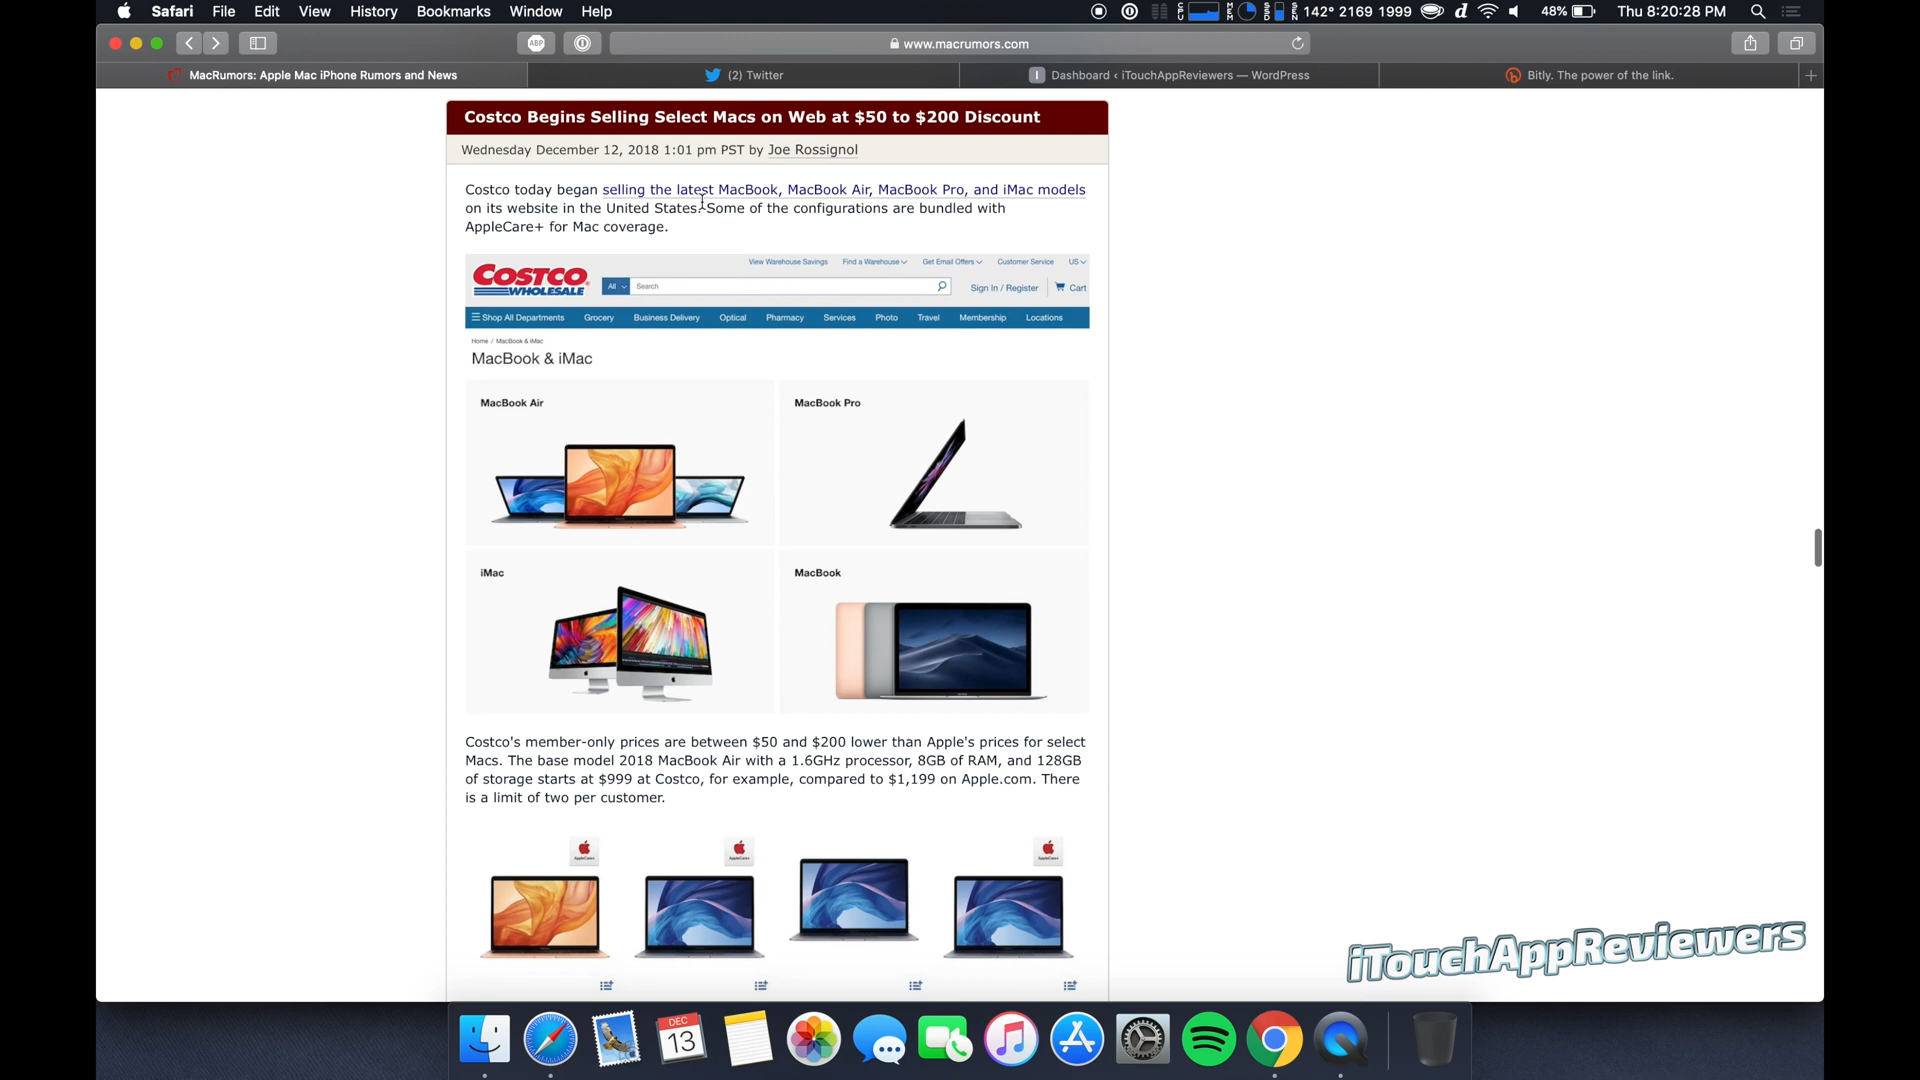 Safari File Edit View History Bookmarks Window Help
142° 2169 1999 48% Thu 8:20:28 PM
ABP
www.macrumors.com
MacRumors: Apple Mac iPhone Rumors and News
(2) Twitter
Dashboard ‹ iTouchAppReviewers — WordPress
Bitly. The power of the link.
Costco Begins Selling Select Macs on Web at $50 to $200 Discount
Wednesday December 12, 2018 1:01 pm PST by Joe Rossignol
Costco today began selling the latest MacBook, MacBook Air, MacBook Pro, and iMac models
on its website in the United States. Some of the configurations are bundled with
AppleCare+ for Mac coverage.
View Warehouse Savings Find a Warehouse Get Email Offers Customer Service US
COSTCO
WHOLESALE
All Search Sign In / Register Cart
Shop All Departments Grocery Business Delivery Optical Pharmacy Services Photo Travel Membership Locations
Home / MacBook & iMac
MacBook & iMac
MacBook Air
MacBook Pro
iMac
MacBook
Costco's member-only prices are between $50 and $200 lower than Apple's prices for select
Macs. The base model 2018 MacBook Air with a 1.6GHz processor, 8GB of RAM, and 128GB
of storage starts at $999 at Costco, for example, compared to $1,199 on Apple.com. There
is a limit of two per customer.
AppleCare+
AppleCare+
AppleCare+
iTouchAppReviewers
DEC
13